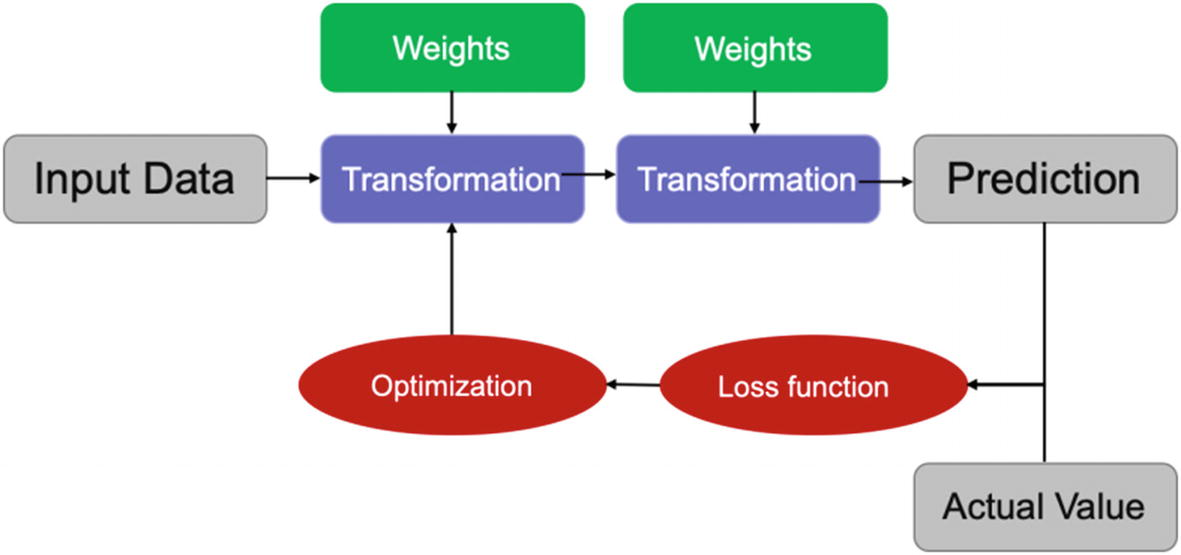 Weights
Weights
Input Data
Transformation
Transformation
Prediction
Optimization
Loss function
Actual Value